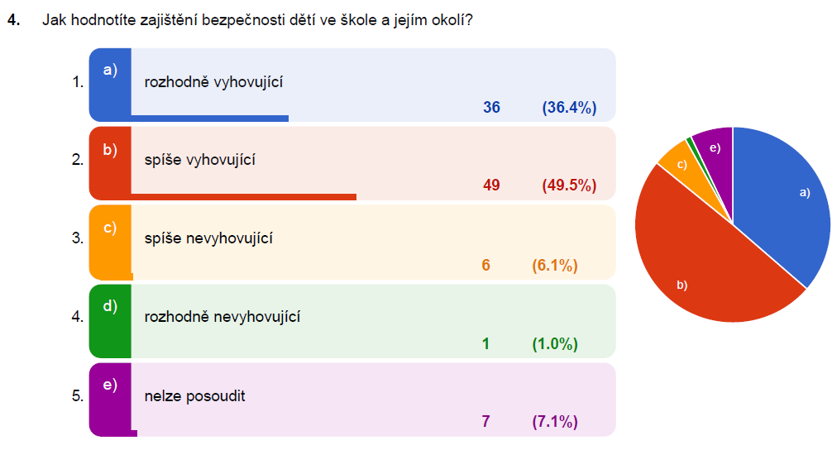 4. Jak hodnotíte zajištění bezpečnosti dětí ve škole a jejím okolí?
1. a) rozhodně vyhovující
36 (36.4%)
2. b) spíše vyhovující
49 (49.5%)
3. c) spíše nevyhovující
6 (6.1%)
4. d) rozhodně nevyhovující
1 (1.0%)
5. e) nelze posoudit
7 (7.1%)
e)
c)
a)
b)